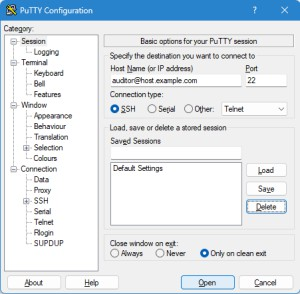 PuTTY Configuration
Category:
Session
Logging
Terminal
Keyboard
Bell
Features
Window
Appearance
Behaviour
Translation
Selection
Colours
Connection
Data
Proxy
SSH
Serial
Telnet
Rlogin
SUPDUP
Basic options for your PuTTY session
Specify the destination you want to connect to
Host Name (or IP address) Port
auditor@host.example.com 22
Connection type:
SSH Serial Other: Telnet
Load, save or delete a stored session
Saved Sessions
Default Settings
Load
Save
Delete
Close window on exit:
Always Never Only on clean exit
About Help Open Cancel